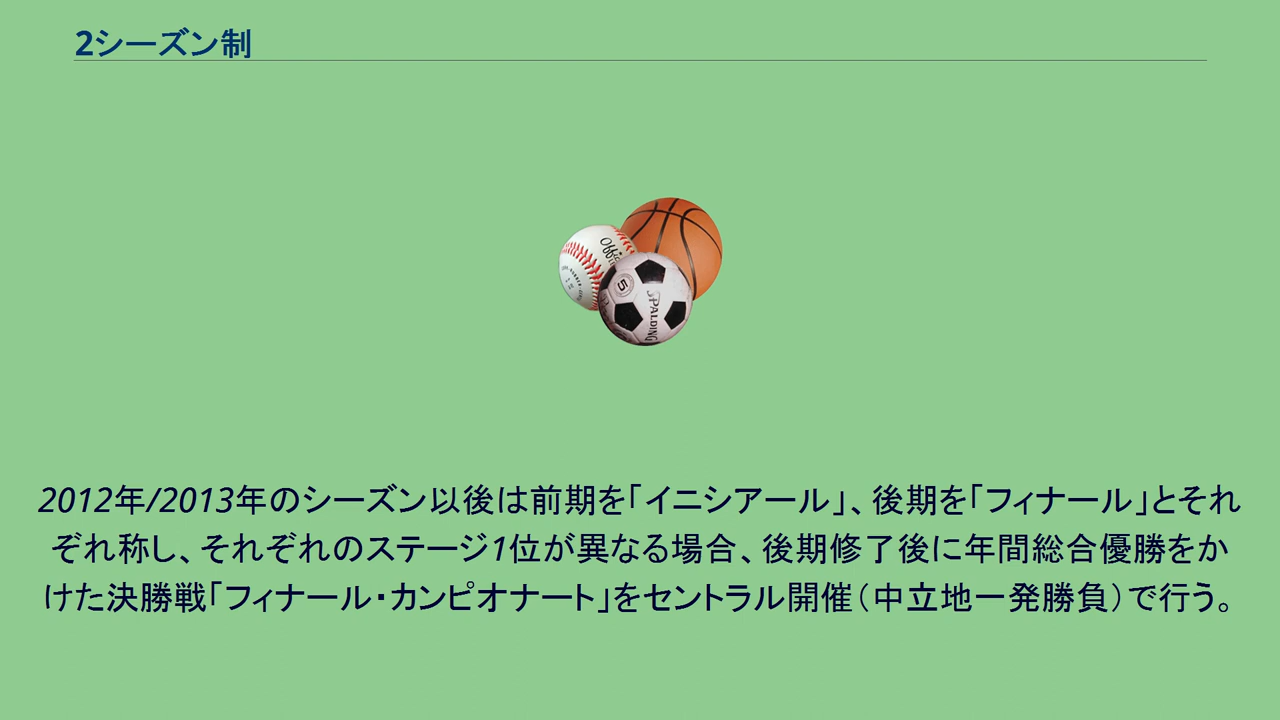 2シーズン制
Offic
5
SPALDING
2012年/2013年のシーズン以後は前期を「イニシアール」、後期を「フィナール」とそれ
ぞれ称し、それぞれのステージ1位が異なる場合、後期修了後に年間総合優勝をか
けた決勝戦「フィナール・カンピオナート」をセントラル開催（中立地一発勝負）で行う。